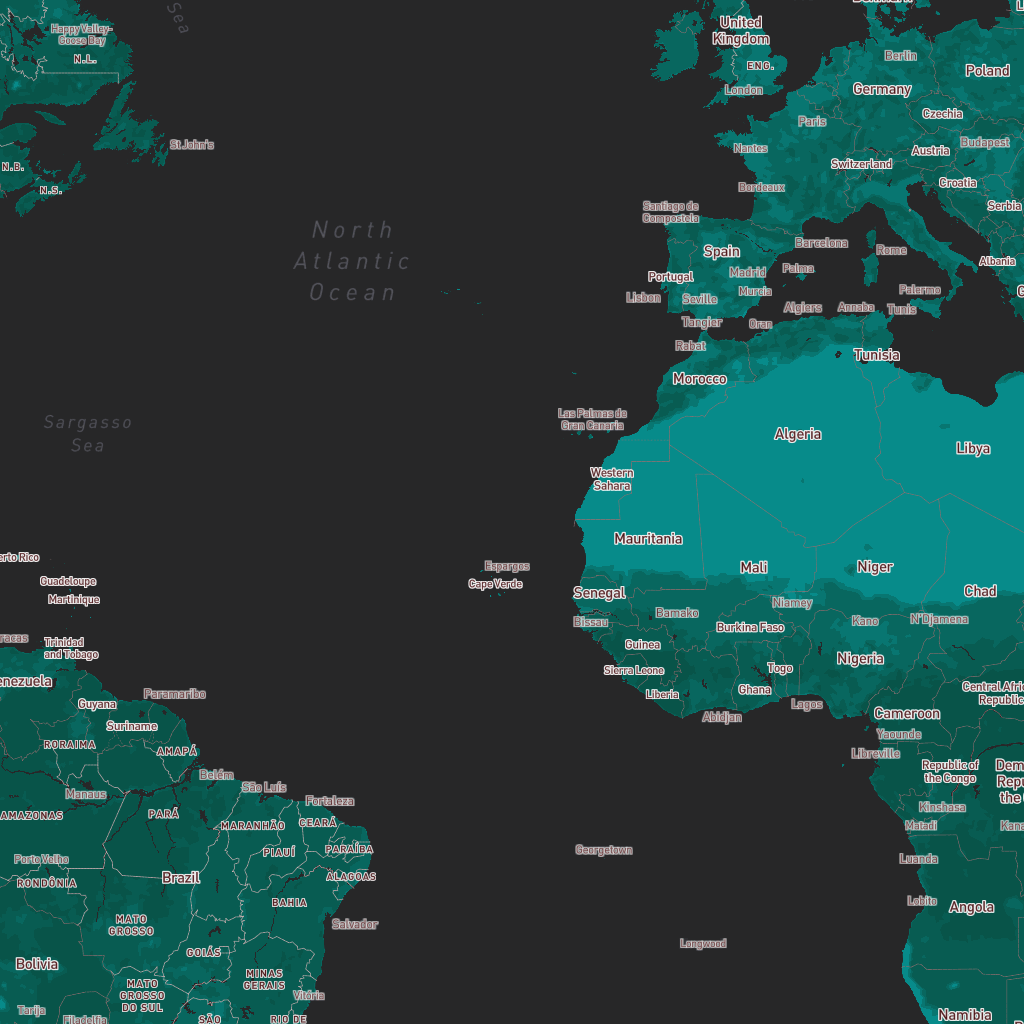 Sea
Happy Valley-
Goose Bay
N.L.
United
Kingdom
ENG.
London
Berlin
Poland
Germany
Czechia
Paris
St John's
Nantes
Austria
Budapest
Switzerland
N.B.
N.S.
Croatia
Bordeaux
Serbia
Santiago de
Compostela
North
Atlantic
Ocean
Spain
Barcelona
Rome
Albania
Portugal
Madrid
Palma
Murcia
Palermo
Lisbon
Seville
Algiers
Annaba
Tunis
Tangier
Oran
Rabat
Tunisia
Morocco
Las Palmas de
Gran Canaria
Sargasso
Sea
Algeria
Libya
Western
Sahara
Mauritania
erto Rico
Espargos
Cape Verde
Mali
Niger
Guadeloupe
Martinique
Senegal
Chad
Niamey
Bamako
Bissau
Kano
N'Djamena
Burkina Faso
racas
Trinidad
and Tobago
Guinea
Nigeria
Sierra Leone
Togo
enezuela
Paramaribo
Liberia
Ghana
Central Afri
Republic
Guyana
Lagos
Abidjan
Cameroon
Suriname
Yaounde
RORAIMA
AMAPÁ
Libreville
Republic of
the Congo
Dem
Repu
the
Belém
São Luís
Manaus
Fortaleza
Kinshasa
PARÁ
AMAZONAS
MARANHÃO
CEARÁ
Matadi
Kana
PIAUÍ
PARAÍBA
Georgetown
Porto Velho
Luanda
RONDÔNIA
Brazil
ALAGOAS
BAHIA
Lobito
Angola
MATO
GROSSO
Salvador
Longwood
GOIÁS
Bolivia
MINAS
GERAIS
MATO
GROSSO
DO SUL
Vitória
Tarija
Filadelfia
SÃO
RIO DE
Namibia